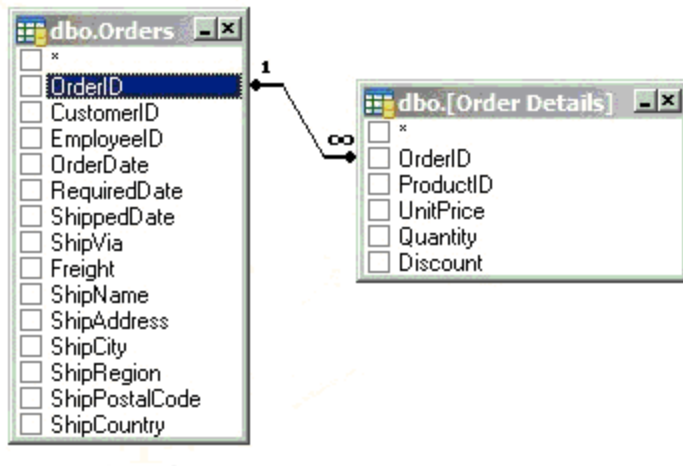 dbo.Orders
*
OrderID
CustomerID
EmployeeID
OrderDate
RequiredDate
ShippedDate
ShipVia
Freight
ShipName
ShipAddress
ShipCity
ShipRegion
ShipPostalCode
ShipCountry
1
∞
dbo.[Order Details]
*
OrderID
ProductID
UnitPrice
Quantity
Discount